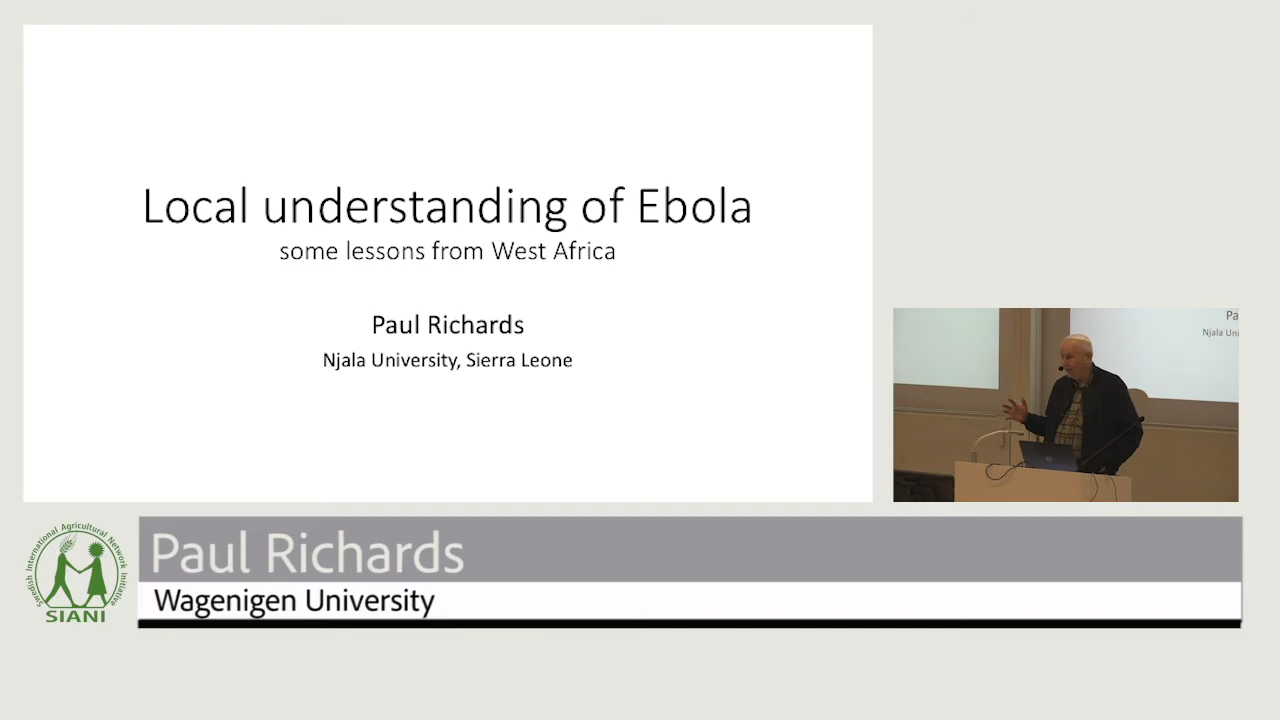 Local understanding of Ebola
some lessons from West Africa
Paul Richards
Njala University, Sierra Leone
Pa
Njala Uni
Swedish International Agricultural Network Initiative
SIANI
Paul Richards
Wagenigen University